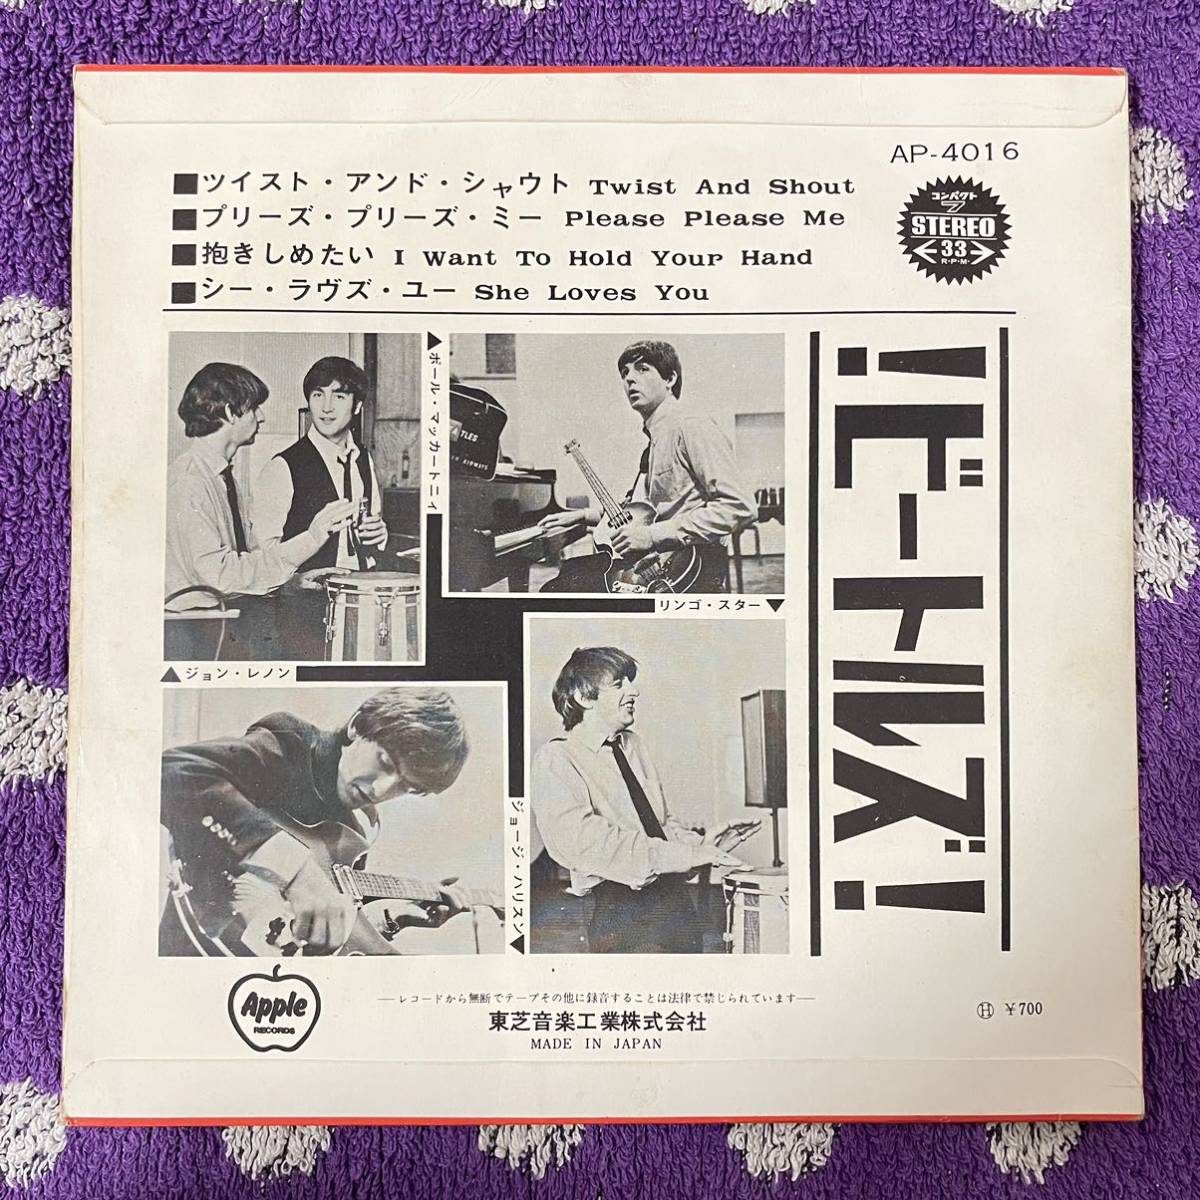 AP-4016
■ツイスト・アンド・シャウト Twist And Shout
■プリーズ・プリーズ・ミー Please Please Me
■抱きしめたい I Want To Hold Your Hand
■シー・ラヴズ・ユー She Loves You
コンパクト
7
STEREO
33
R・P・M・
!ビートルズ!
▲ポール・マッカートニィ
TLES
AIRWAYS
リンゴ・スター▼
▲ジョン・レノン
ジョージ・ハリスン▼
Apple
RECORDS
―レコードから無断でテープその他に録音することは法律で禁じられています―
東芝音楽工業株式会社
MADE IN JAPAN
Ⓗ ¥700